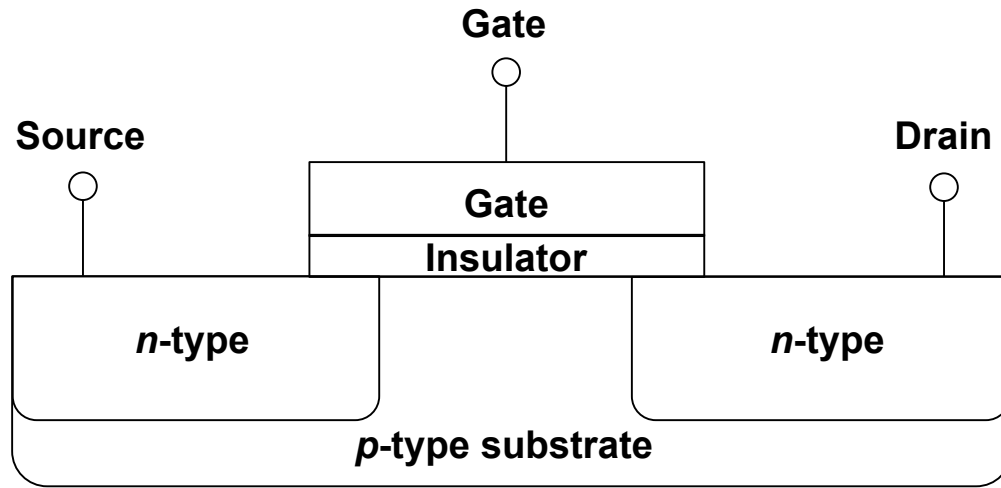 Gate
Source
Drain
Gate
Insulator
n-type
n-type
p-type substrate